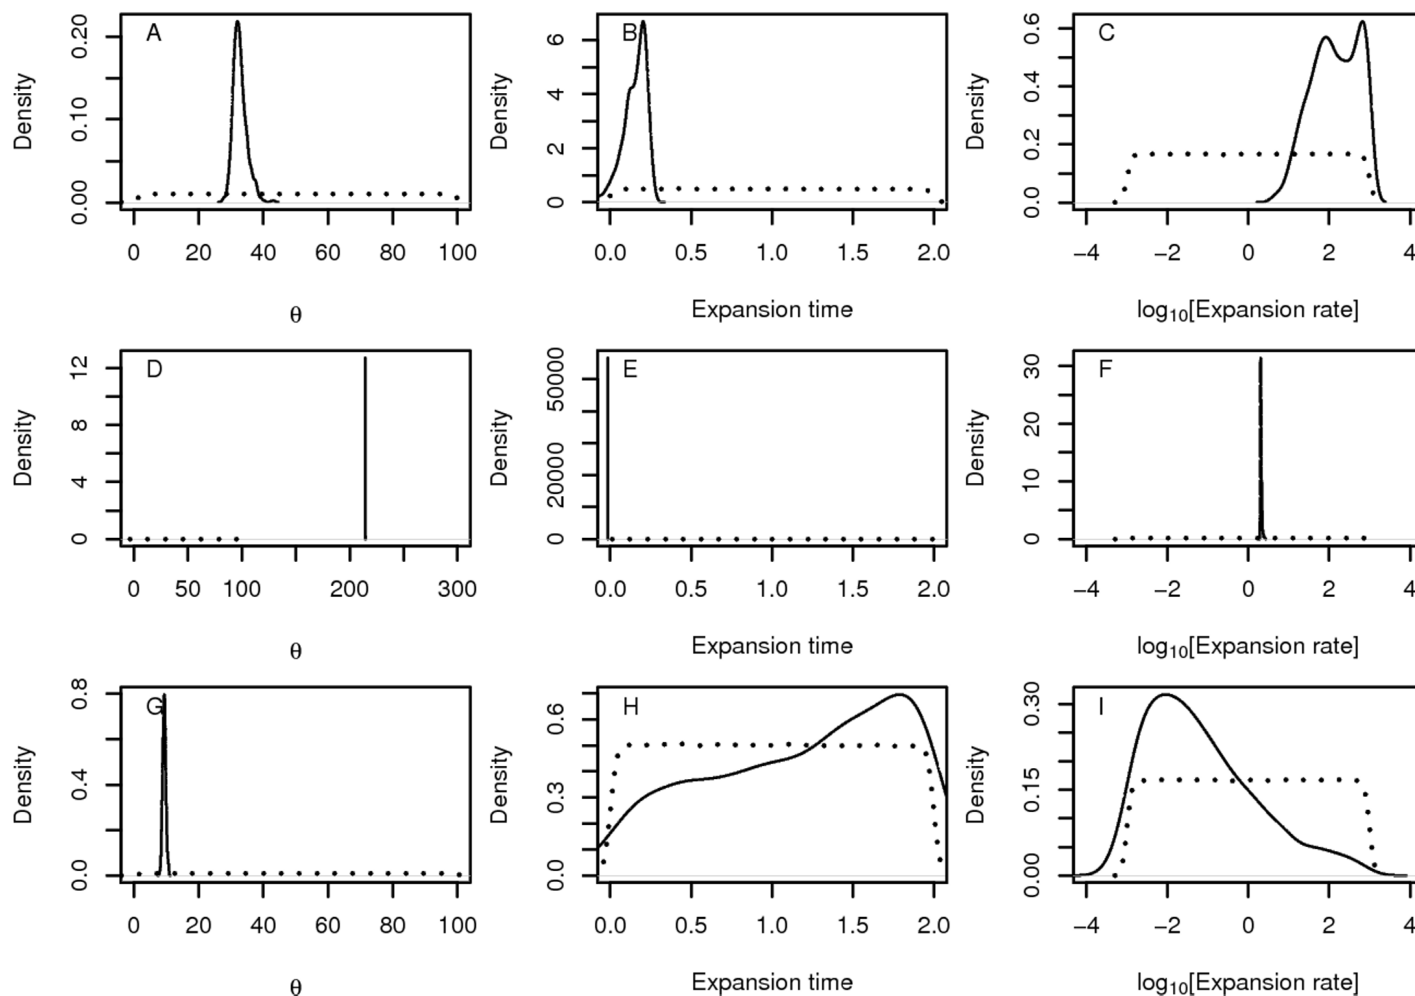 A
Density
0.00 0.10 0.20
0 20 40 60 80 100
θ
B
Density
0 2 4 6
0.0 0.5 1.0 1.5 2.0
Expansion time
C
Density
0.0 0.2 0.4 0.6
−4 −2 0 2 4
log10[Expansion rate]
D
Density
0 4 8 12
0 50 100 200 300
θ
E
Density
0 20000 50000
0.0 0.5 1.0 1.5 2.0
Expansion time
F
Density
0 10 20 30
−4 −2 0 2 4
log10[Expansion rate]
G
Density
0.0 0.4 0.8
0 20 40 60 80 100
θ
H
Density
0.0 0.3 0.6
0.0 0.5 1.0 1.5 2.0
Expansion time
I
Density
0.00 0.15 0.30
−4 −2 0 2 4
log10[Expansion rate]